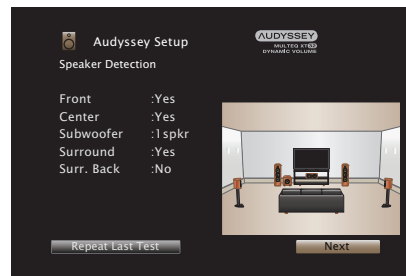 Audyssey Setup
AUDYSSEY
MULTEQ XT32
DYNAMIC VOLUME
Speaker Detection
Front :Yes
Center :Yes
Subwoofer :1spkr
Surround :Yes
Surr. Back :No
Repeat Last Test
Next